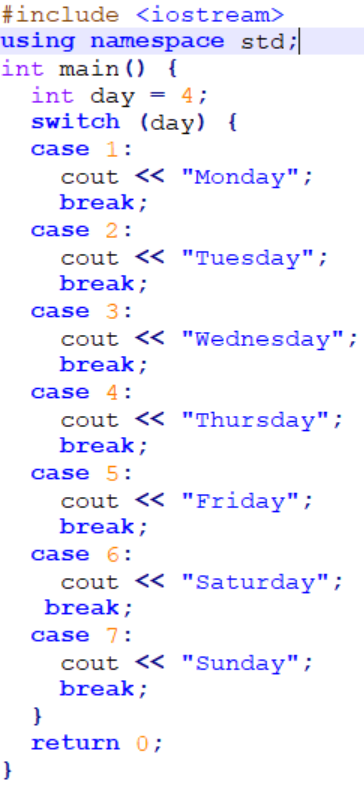 #include <iostream>
using namespace std;
int main() {
  int day = 4;
  switch (day) {
  case 1:
    cout << "Monday";
    break;
  case 2:
    cout << "Tuesday";
    break;
  case 3:
    cout << "Wednesday";
    break;
  case 4:
    cout << "Thursday";
    break;
  case 5:
    cout << "Friday";
    break;
  case 6:
    cout << "Saturday";
   break;
  case 7:
    cout << "Sunday";
    break;
  }
  return 0;
}